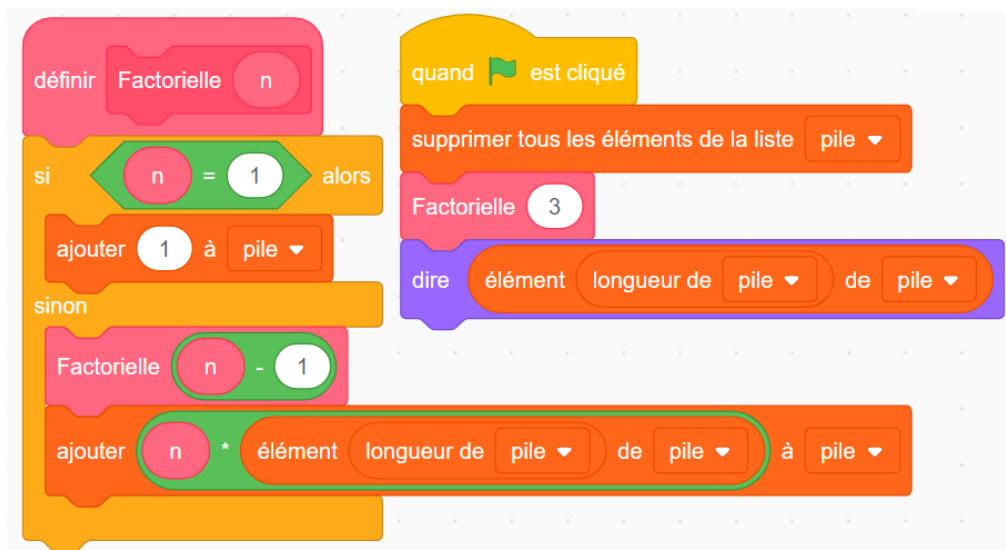 définir Factorielle n
si n = 1 alors
ajouter 1 à pile
sinon
Factorielle n - 1
ajouter n * élément longueur de pile de pile à pile
quand est cliqué
supprimer tous les éléments de la liste pile
Factorielle 3
dire élément longueur de pile de pile